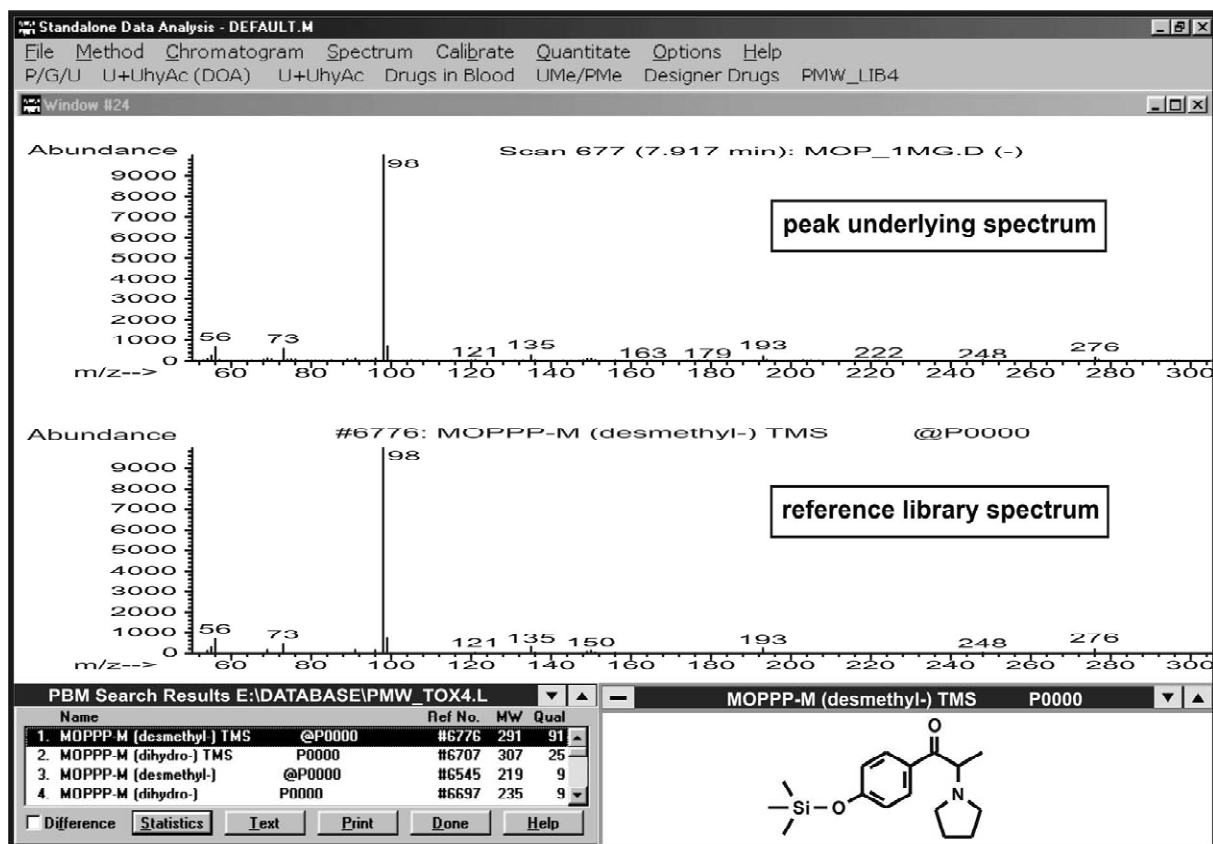 Standalone Data Analysis - DEFAULT.M
File Method Chromatogram Spectrum Calibrate Quantitate Options Help
P/G/U U+UhyAc (DOA) U+UhyAc Drugs in Blood UMe/PMe Designer Drugs PMW_LIB4
Window #24
Abundance Scan 677 (7.917 min): MOP_1MG.D (-)
98
9000
8000
7000
peak underlying spectrum
6000
5000
4000
3000
2000
1000 56 73 121 135 163 179 193 222 248 276
0
m/z--> 60 80 100 120 140 160 180 200 220 240 260 280 300
Abundance #6776: MOPPP-M (desmethyl-) TMS @P0000
98
9000
8000
7000
reference library spectrum
6000
5000
4000
3000
2000
1000 56 73 121 135 150 193 248 276
0
m/z--> 60 80 100 120 140 160 180 200 220 240 260 280 300
PBM Search Results E:\DATABASE\PMW_TOX4.L
Name Ref No. MW Qual
1. MOPPP-M (desmethyl-) TMS @P0000 #6776 291 91
2. MOPPP-M (dihydro-) TMS P0000 #6707 307 25
3. MOPPP-M (desmethyl-) @P0000 #6545 219 9
4. MOPPP-M (dihydro-) P0000 #6697 235 9
Difference Statistics Text Print Done Help
MOPPP-M (desmethyl-) TMS P0000
O
N
Si O